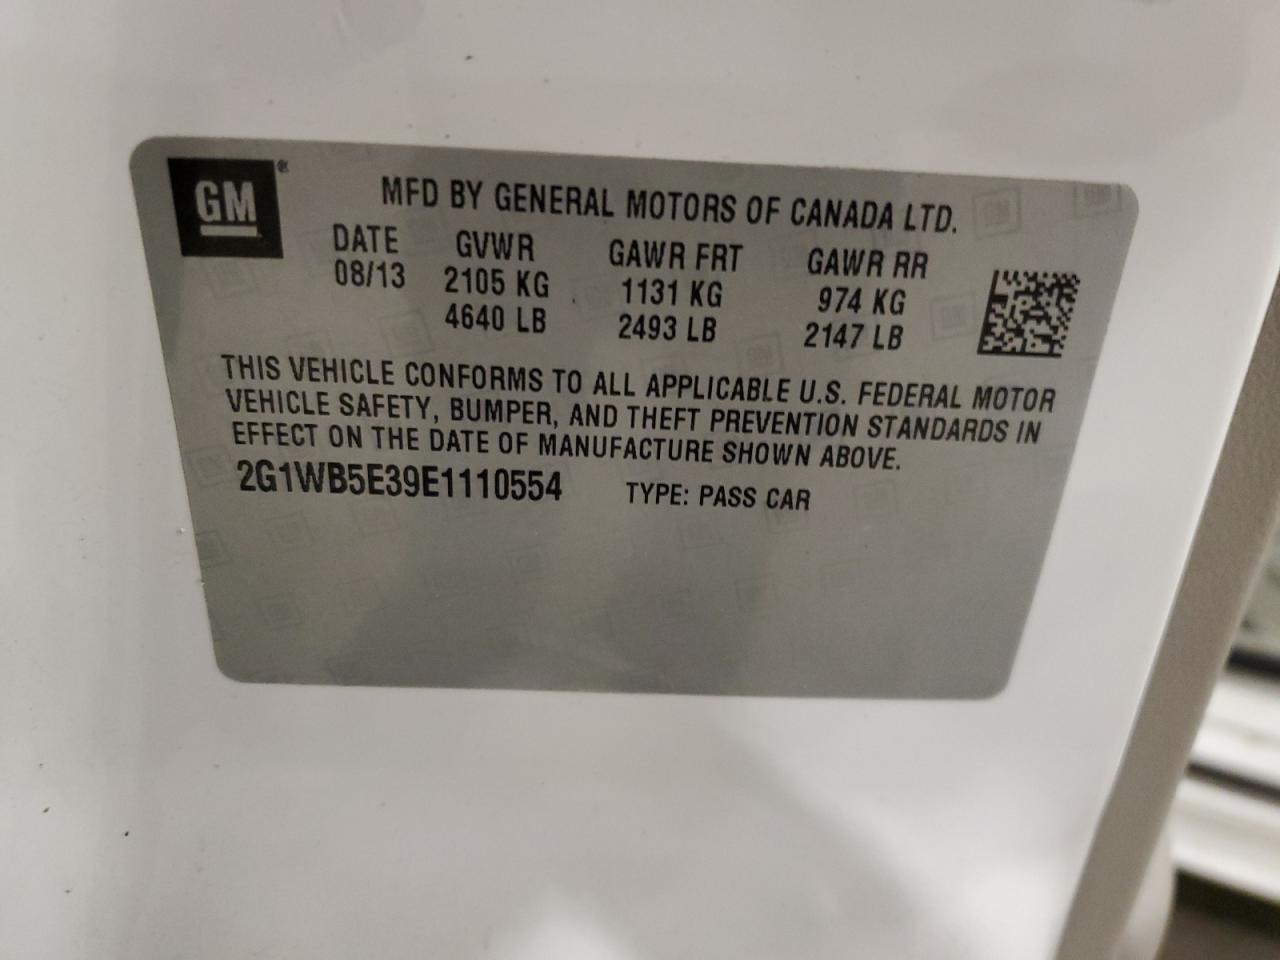 GM®
MFD BY GENERAL MOTORS OF CANADA LTD.
DATE GVWR GAWR FRT GAWR RR
08/13 2105 KG 1131 KG 974 KG
4640 LB 2493 LB 2147 LB
THIS VEHICLE CONFORMS TO ALL APPLICABLE U.S. FEDERAL MOTOR
VEHICLE SAFETY, BUMPER, AND THEFT PREVENTION STANDARDS IN
EFFECT ON THE DATE OF MANUFACTURE SHOWN ABOVE.
2G1WB5E39E1110554 TYPE: PASS CAR